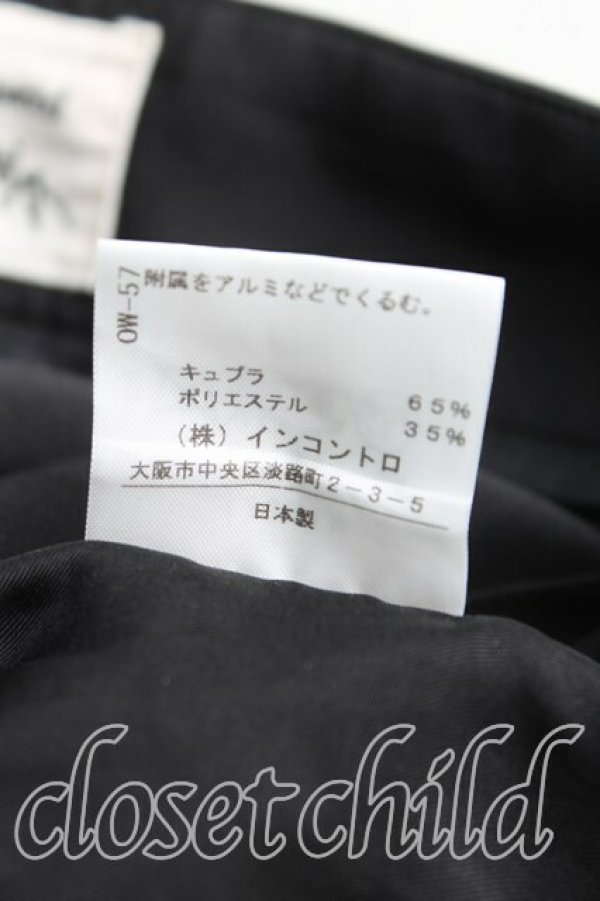 附属をアルミなどでくるむ。
OW-57
キュプラ 65%
ポリエステル 35%
(株)インコントロ
大阪市中央区淡路町2-3-5
日本製
closet child